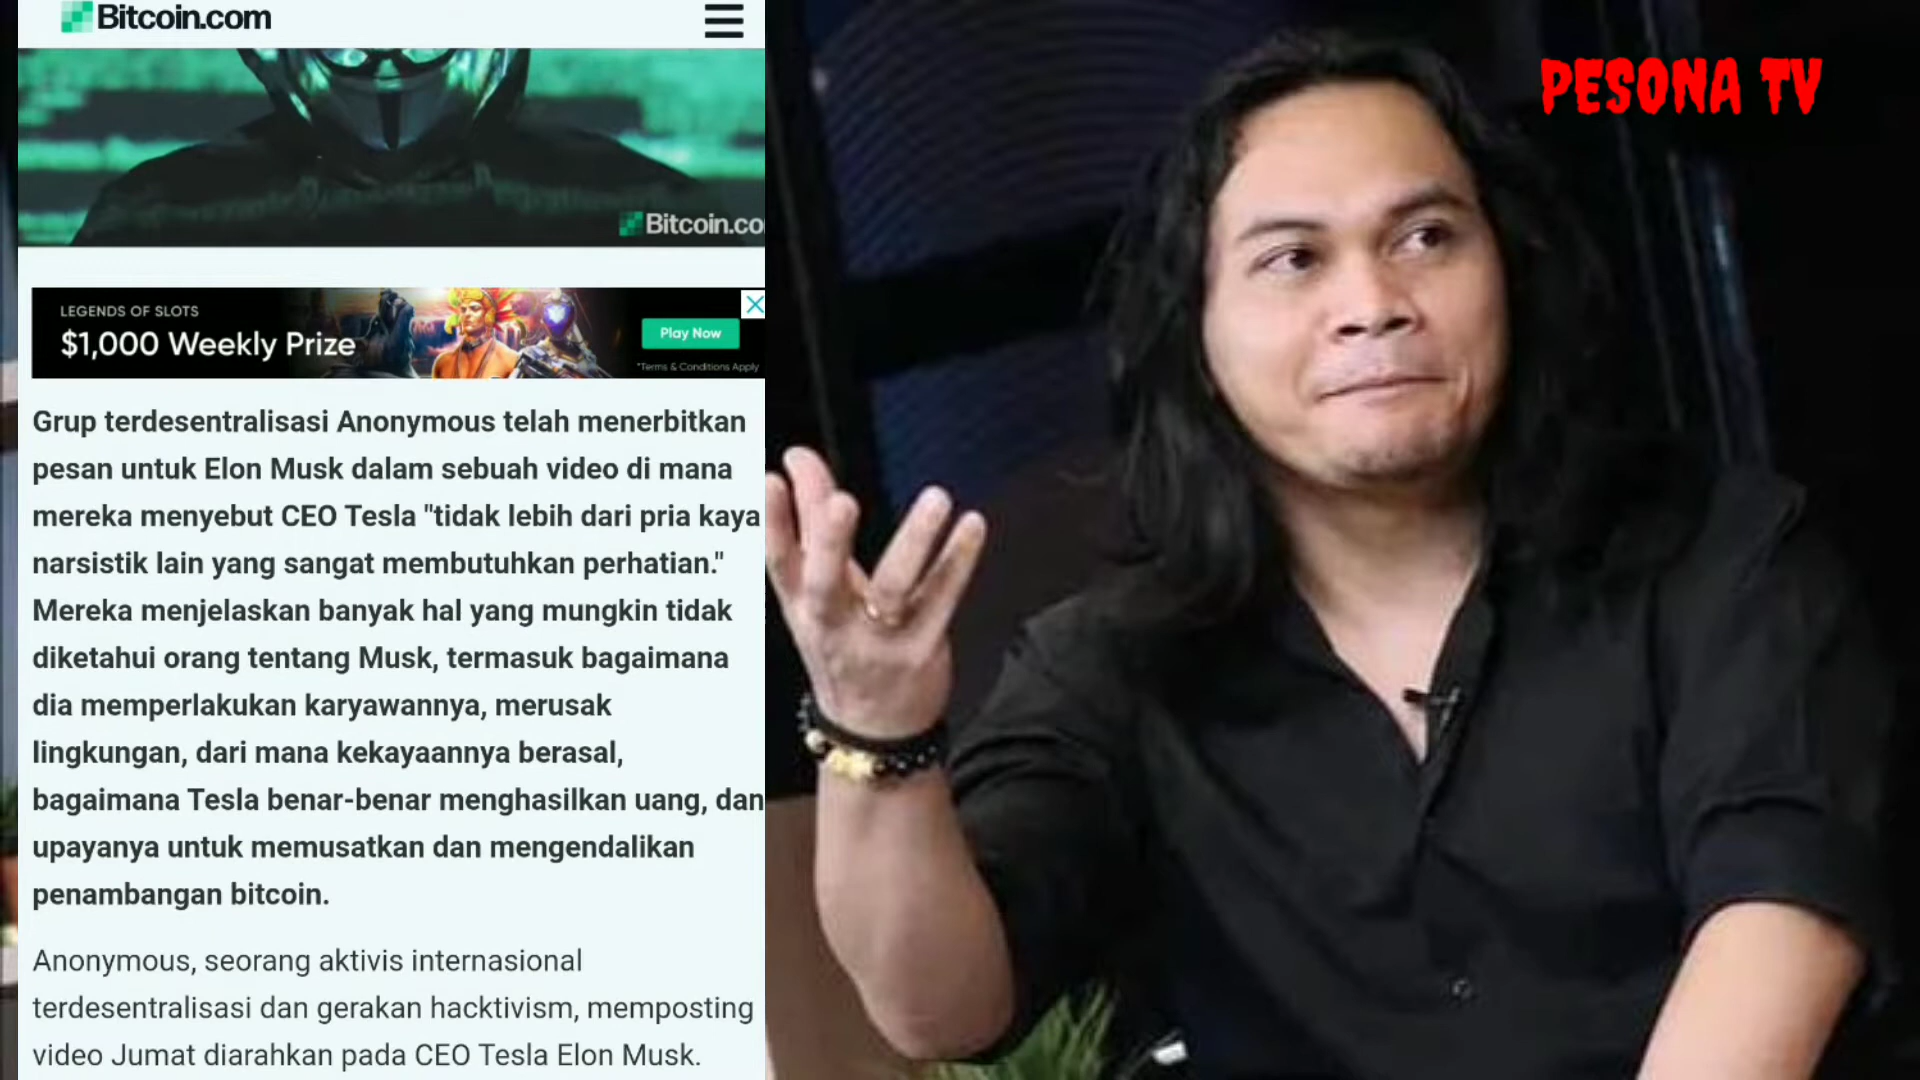 Bitcoin.com
PESONA TV
Bitcoin.co
LEGENDS OF SLOTS
$1,000 Weekly Prize
Play Now
*Terms & Conditions Apply
Grup terdesentralisasi Anonymous telah menerbitkan
pesan untuk Elon Musk dalam sebuah video di mana
mereka menyebut CEO Tesla "tidak lebih dari pria kaya
narsistik lain yang sangat membutuhkan perhatian."
Mereka menjelaskan banyak hal yang mungkin tidak
diketahui orang tentang Musk, termasuk bagaimana
dia memperlakukan karyawannya, merusak
lingkungan, dari mana kekayaannya berasal,
bagaimana Tesla benar-benar menghasilkan uang, dan
upayanya untuk memusatkan dan mengendalikan
penambangan bitcoin.
Anonymous, seorang aktivis internasional
terdesentralisasi dan gerakan hacktivism, memposting
video Jumat diarahkan pada CEO Tesla Elon Musk.